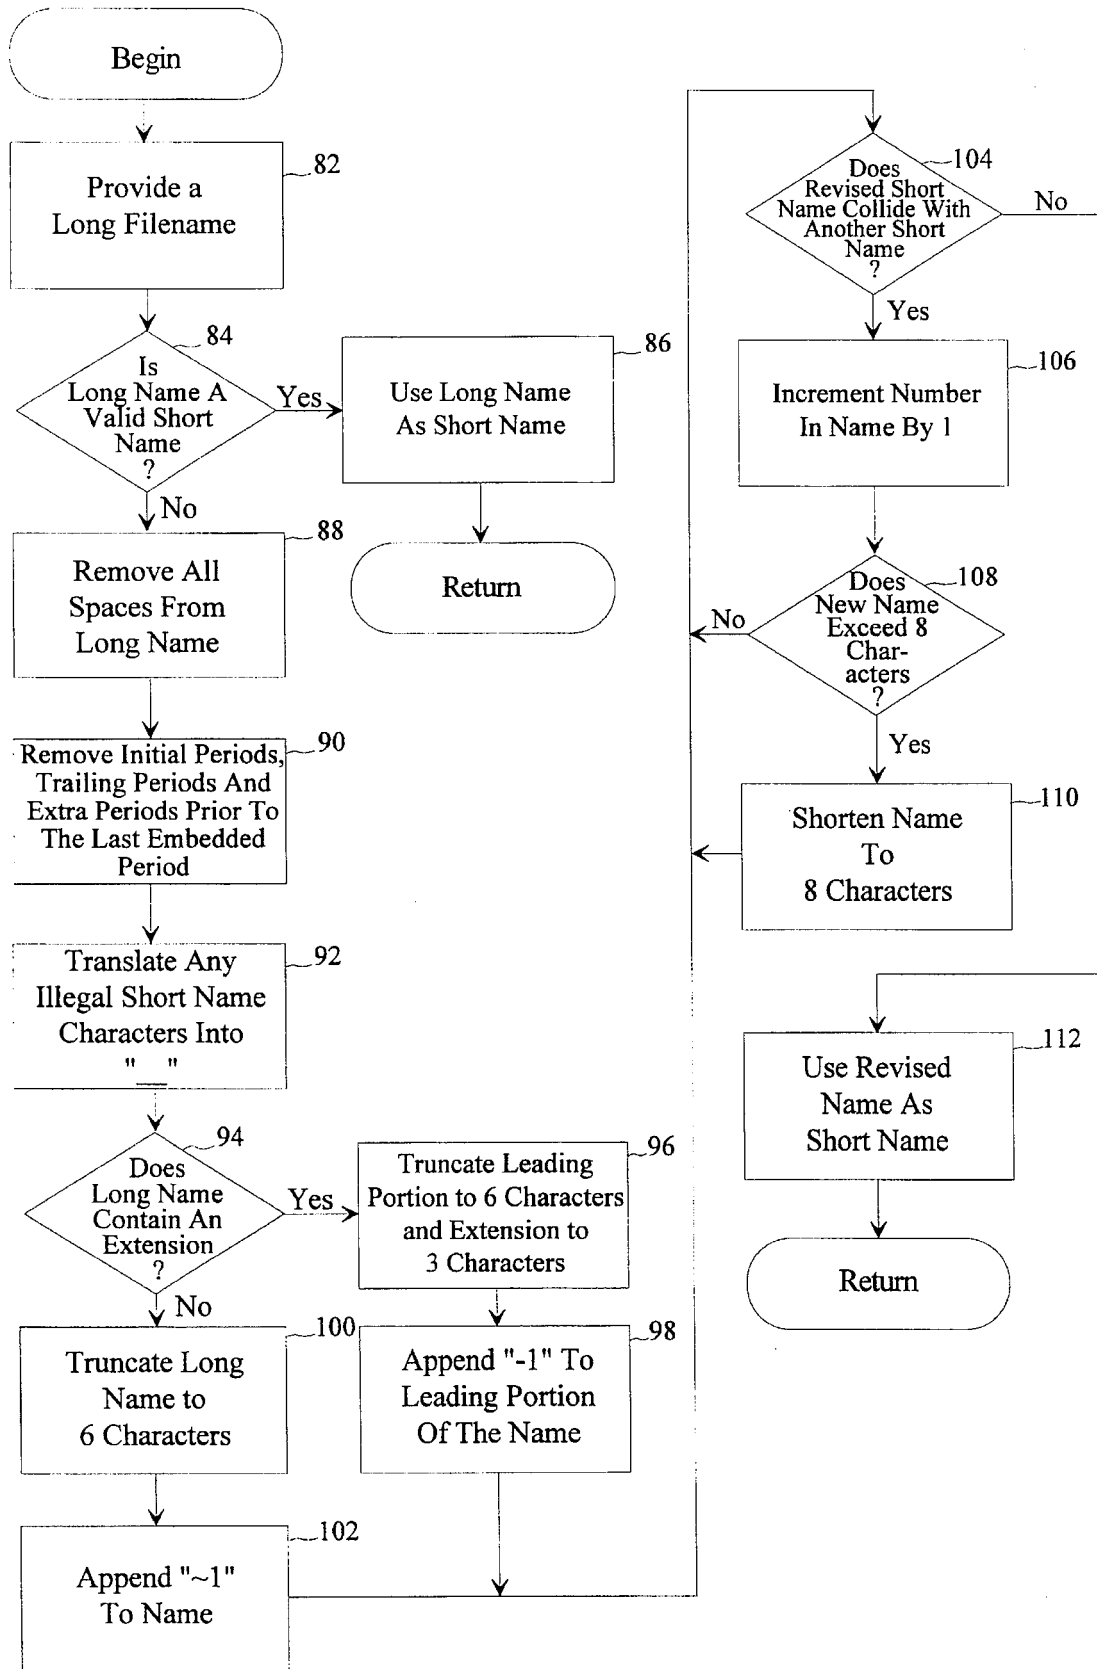 Begin
82
Provide a
Long Filename
84
Is
Long Name A
Valid Short
Name
?
Yes
86
Use Long Name
As Short Name
Return
No
88
Remove All
Spaces From
Long Name
90
Remove Initial Periods,
Trailing Periods And
Extra Periods Prior To
The Last Embedded
Period
92
Translate Any
Illegal Short Name
Characters Into
"__"
94
Does
Long Name
Contain An
Extension
?
Yes
96
Truncate Leading
Portion to 6 Characters
and Extension to
3 Characters
98
Append "-1" To
Leading Portion
Of The Name
No
100
Truncate Long
Name to
6 Characters
102
Append "~1"
To Name
104
Does
Revised Short
Name Collide With
Another Short
Name
?
No
Yes
106
Increment Number
In Name By 1
108
Does
New Name
Exceed 8
Char-
acters
?
No
Yes
110
Shorten Name
To
8 Characters
112
Use Revised
Name As
Short Name
Return